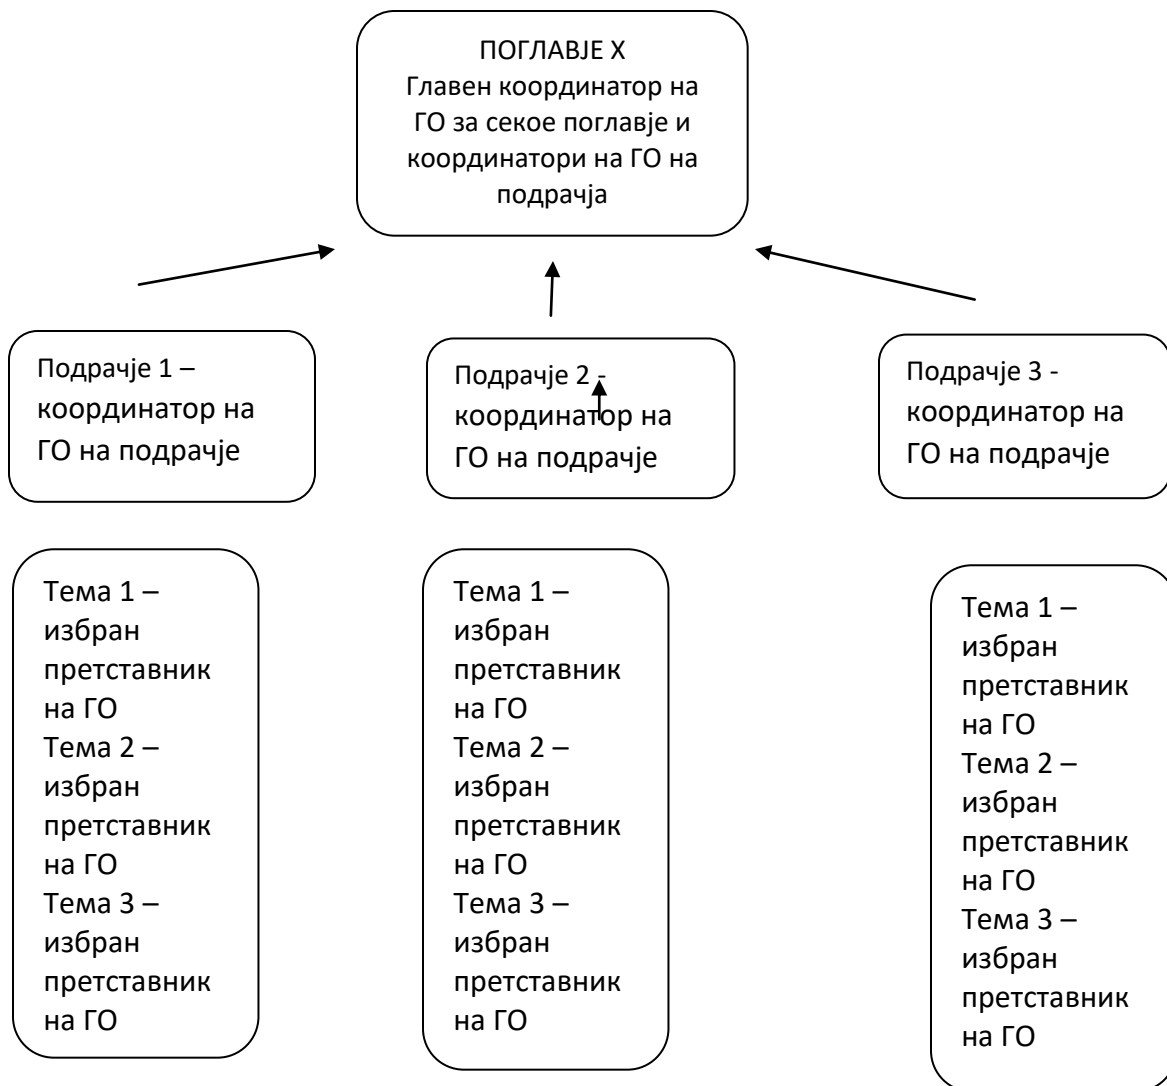 ПОГЛАВЈЕ X
Главен координатор на
ГО за секое поглавје и
координатори на ГО на
подрачја
Подрачје 1 –
координатор на
ГО на подрачје
Подрачје 2 -
координатор на
ГО на подрачје
Подрачје 3 -
координатор на
ГО на подрачје
Тема 1 –
избран
претставник
на ГО
Тема 2 –
избран
претставник
на ГО
Тема 3 –
избран
претставник
на ГО
Тема 1 –
избран
претставник
на ГО
Тема 2 –
избран
претставник
на ГО
Тема 3 –
избран
претставник
на ГО
Тема 1 –
избран
претставник
на ГО
Тема 2 –
избран
претставник
на ГО
Тема 3 –
избран
претставник
на ГО